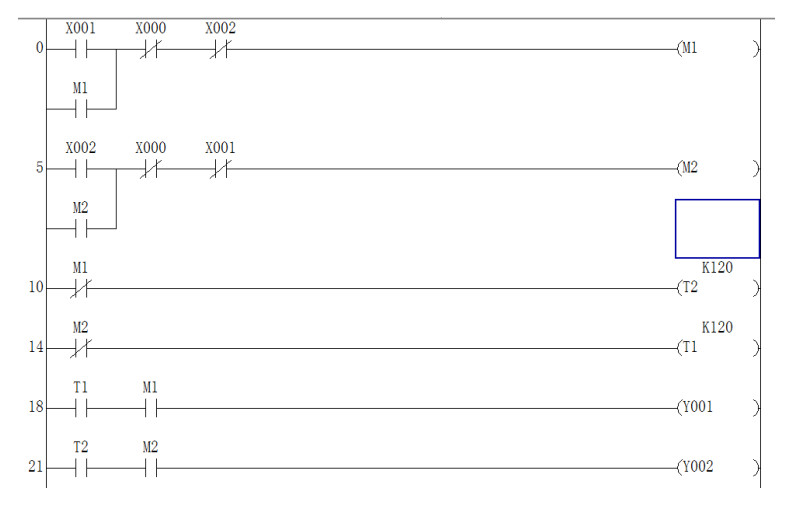 X001 X000 X002
0 (M1 )
M1
X002 X000 X001
5 (M2 )
M2
M1 K120
10 (T2 )
M2 K120
14 (T1 )
T1 M1
18 (Y001 )
T2 M2
21 (Y002 )